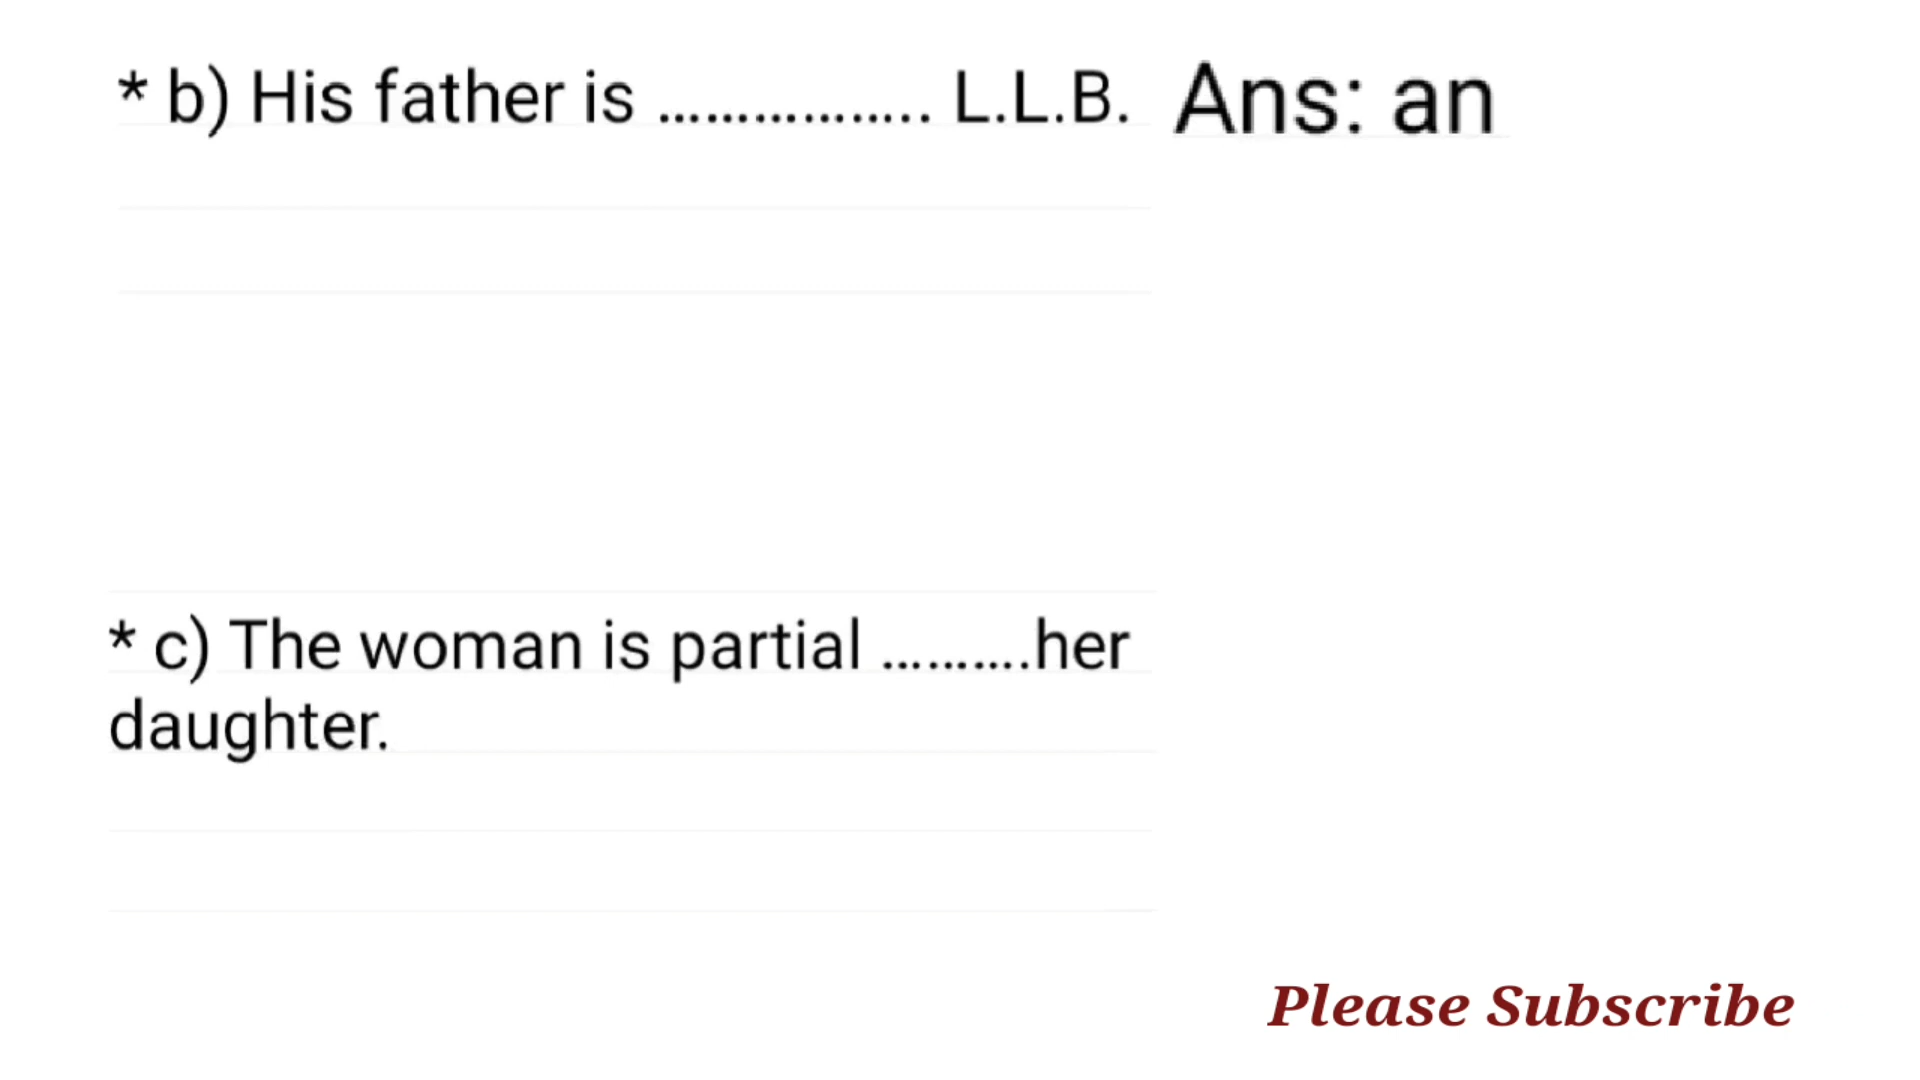 * b) His father is ................. L.L.B. Ans: an
* c) The woman is partial ..........her
daughter.
Please Subscribe